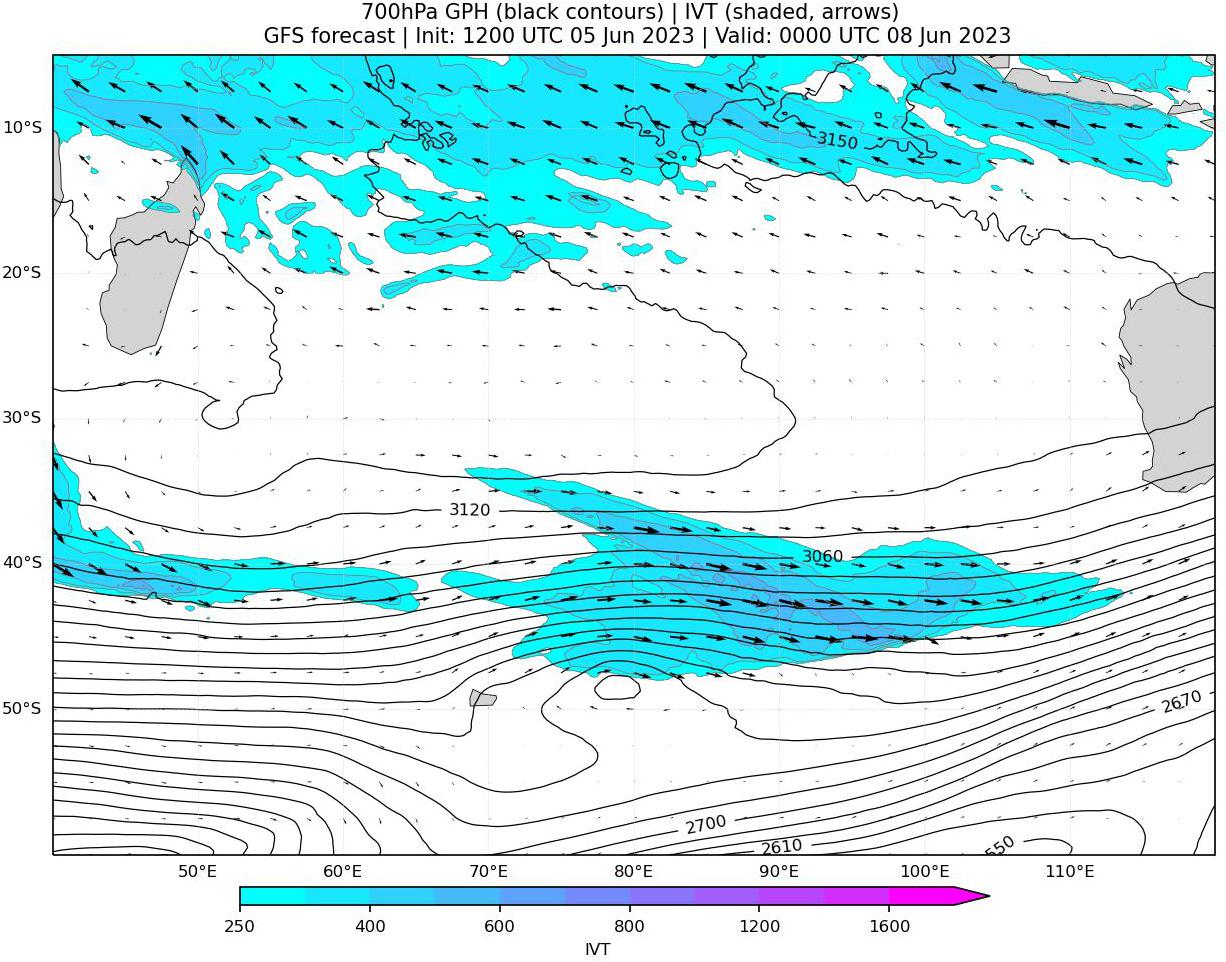 700hPa GPH (black contours) | IVT (shaded, arrows)
GFS forecast | Init: 1200 UTC 05 Jun 2023 | Valid: 0000 UTC 08 Jun 2023
10°S
3150
20°S
30°S
3120
3060
40°S
50°S
2670
2700
2610
550
50°E 60°E 70°E 80°E 90°E 100°E 110°E
250 400 600 800 1200 1600
IVT